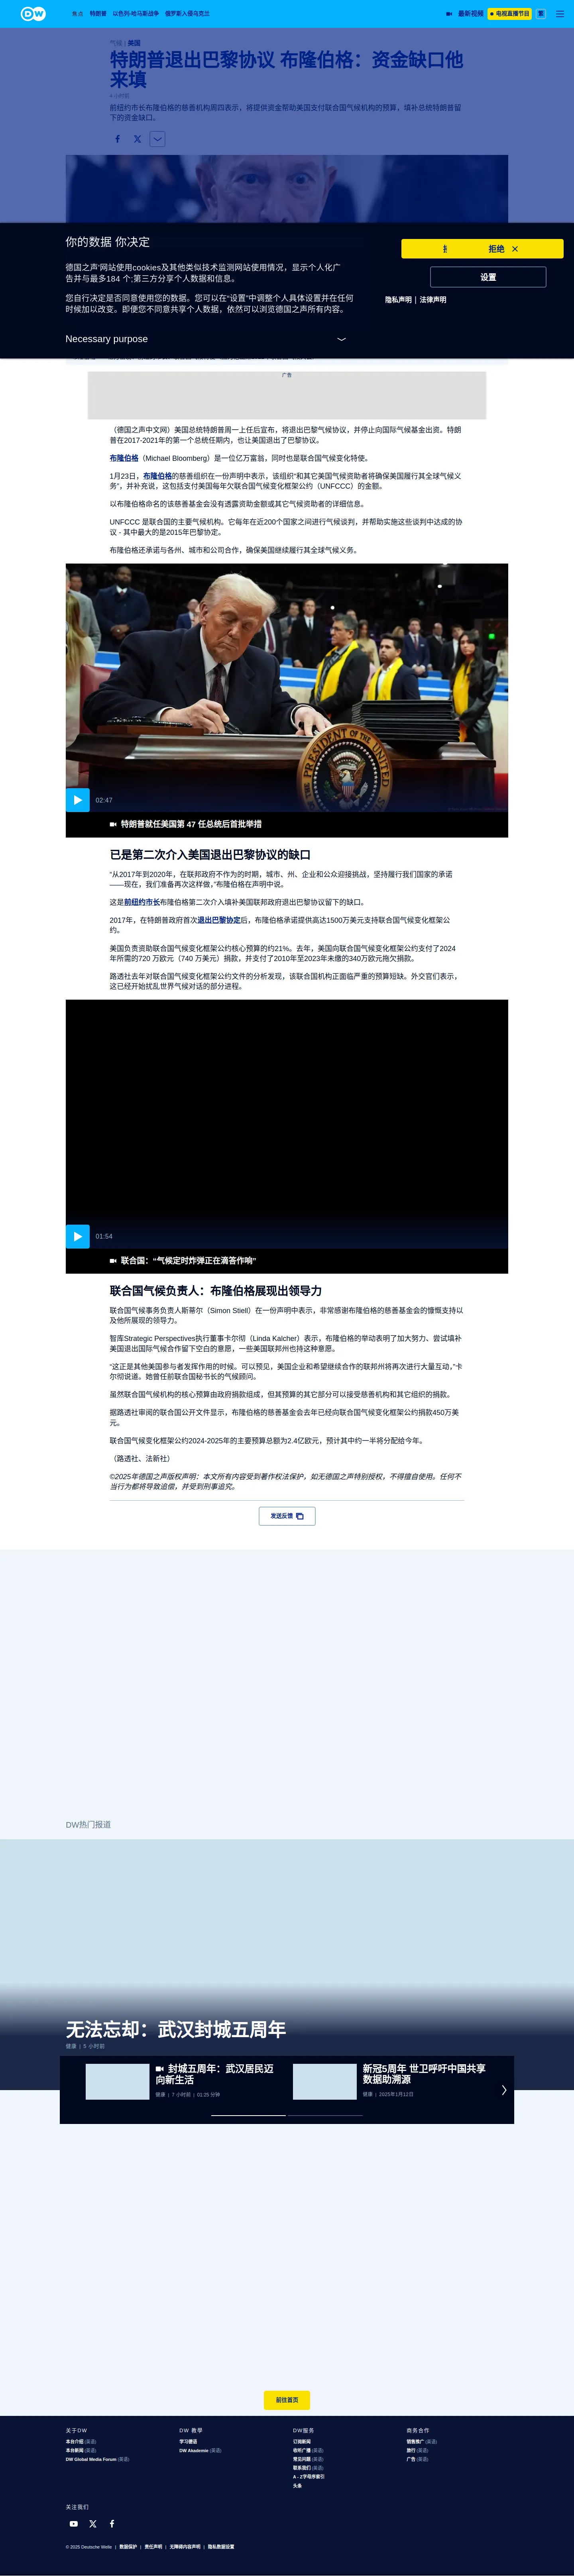 DW
焦点 特朗普 以色列-哈马斯战争 俄罗斯入侵乌克兰 最新视频 电视直播节目 繁
气候 | 美国
特朗普退出巴黎协议 布隆伯格：资金缺口他
来填
4 小时前
前纽约市长布隆伯格的慈善机构周四表示，将提供资金帮助美国支付联合国气候机构的预算，填补总统特朗普留
下的资金缺口。
你的数据 你决定
德国之声'网站使用cookies及其他类似技术监测网站使用情况，显示个人化广
告并与最多184 个;第三方分享个人数据和信息。
您自行决定是否同意使用您的数据。您可以在"设置"中调整个人具体设置并在任何
时候加以改变。即便您不同意共享个人数据，依然可以浏览德国之声所有内容。
Necessary purpose
拒绝
设置
隐私声明 | 法律声明
广告
（德国之声中文网）美国总统特朗普周一上任后宣布，将退出巴黎气候协议，并停止向国际气候基金出资。特朗
普在2017-2021年的第一个总统任期内，也让美国退出了巴黎协议。
布隆伯格（Michael Bloomberg）是一位亿万富翁，同时也是联合国气候变化特使。
1月23日，布隆伯格的慈善组织在一份声明中表示，该组织"和其它美国气候资助者将确保美国履行其全球气候义
务"，并补充说，这包括支付美国每年欠联合国气候变化框架公约（UNFCCC）的金额。
以布隆伯格命名的该慈善基金会没有透露资助金额或其它气候资助者的详细信息。
UNFCCC 是联合国的主要气候机构。它每年在近200个国家之间进行气候谈判，并帮助实施这些谈判中达成的协
议 - 其中最大的是2015年巴黎协定。
布隆伯格还承诺与各州、城市和公司合作，确保美国继续履行其全球气候义务。
02:47
特朗普就任美国第 47 任总统后首批举措
已是第二次介入美国退出巴黎协议的缺口
"从2017年到2020年，在联邦政府不作为的时期，城市、州、企业和公众迎接挑战，坚持履行我们国家的承诺
——现在，我们准备再次这样做，"布隆伯格在声明中说。
这是前纽约市长布隆伯格第二次介入填补美国联邦政府退出巴黎协议留下的缺口。
2017年，在特朗普政府首次退出巴黎协定后，布隆伯格承诺提供高达1500万美元支持联合国气候变化框架公
约。
美国负责资助联合国气候变化框架公约核心预算的约21%。去年，美国向联合国气候变化框架公约支付了2024
年所需的720 万欧元（740 万美元）捐款，并支付了2010年至2023年未缴的340万欧元拖欠捐款。
路透社去年对联合国气候变化框架公约文件的分析发现，该联合国机构正面临严重的预算短缺。外交官们表示，
这已经开始扰乱世界气候对话的部分进程。
01:54
联合国："气候定时炸弹正在滴答作响"
联合国气候负责人：布隆伯格展现出领导力
联合国气候事务负责人斯蒂尔（Simon Stiell）在一份声明中表示，非常感谢布隆伯格的慈善基金会的慷慨支持以
及他所展现的领导力。
智库Strategic Perspectives执行董事卡尔彻（Linda Kalcher）表示，布隆伯格的举动表明了加大努力、尝试填补
美国退出国际气候合作留下空白的意愿，一些美国联邦州也持这种意愿。
"这正是其他美国参与者发挥作用的时候。可以预见，美国企业和希望继续合作的联邦州将再次进行大量互动，"卡
尔彻说道。她曾任前联合国秘书长的气候顾问。
虽然联合国气候机构的核心预算由政府捐款组成，但其预算的其它部分可以接受慈善机构和其它组织的捐款。
据路透社审阅的联合国公开文件显示，布隆伯格的慈善基金会去年已经向联合国气候变化框架公约捐款450万美
元。
联合国气候变化框架公约2024-2025年的主要预算总额为2.4亿欧元，预计其中约一半将分配给今年。
（路透社、法新社）
©2025年德国之声版权声明：本文所有内容受到著作权法保护，如无德国之声特别授权，不得擅自使用。任何不
当行为都将导致追偿，并受到刑事追究。
发送反馈
DW热门报道
无法忘却：武汉封城五周年
健康 | 5 小时前
封城五周年：武汉居民迈
向新生活
健康 | 7 小时前 | 01:25 分钟
新冠5周年 世卫呼吁中国共享
数据助溯源
健康 | 2025年1月12日
前往首页
关于DW
本台介绍 (英语)
本台新闻 (英语)
DW Global Media Forum (英语)
DW 教學
学习德语
DW Akademie (英语)
DW服务
订阅新闻
收听广播 (英语)
常见问题 (英语)
联系我们 (英语)
A - Z字母序索引
头条
商务合作
销售推广 (英语)
旅行 (英语)
广告 (英语)
关注我们
© 2025 Deutsche Welle | 数据保护 | 责任声明 | 无障碍内容声明 | 隐私数据设置